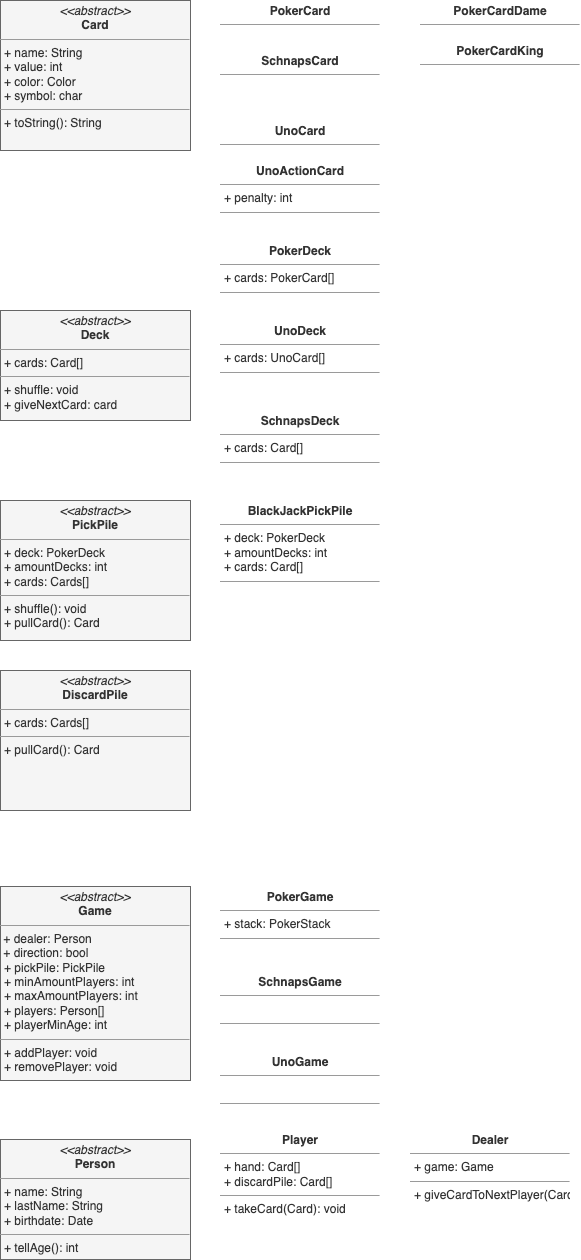 <<abstract>>
Card
+ name: String
+ value: int
+ color: Color
+ symbol: char
+ toString(): String
PokerCard
PokerCardDame
SchnapsCard
PokerCardKing
UnoCard
UnoActionCard
+ penalty: int
PokerDeck
+ cards: PokerCard[]
<<abstract>>
Deck
+ cards: Card[]
+ shuffle: void
+ giveNextCard: card
UnoDeck
+ cards: UnoCard[]
SchnapsDeck
+ cards: Card[]
<<abstract>>
PickPile
+ deck: PokerDeck
+ amountDecks: int
+ cards: Cards[]
+ shuffle(): void
+ pullCard(): Card
BlackJackPickPile
+ deck: PokerDeck
+ amountDecks: int
+ cards: Card[]
<<abstract>>
DiscardPile
+ cards: Cards[]
+ pullCard(): Card
<<abstract>>
Game
+ dealer: Person
+ direction: bool
+ pickPile: PickPile
+ minAmountPlayers: int
+ maxAmountPlayers: int
+ players: Person[]
+ playerMinAge: int
+ addPlayer: void
+ removePlayer: void
PokerGame
+ stack: PokerStack
SchnapsGame
UnoGame
<<abstract>>
Person
+ name: String
+ lastName: String
+ birthdate: Date
+ tellAge(): int
Player
+ hand: Card[]
+ discardPile: Card[]
+ takeCard(Card): void
Dealer
+ game: Game
+ giveCardToNextPlayer(Card